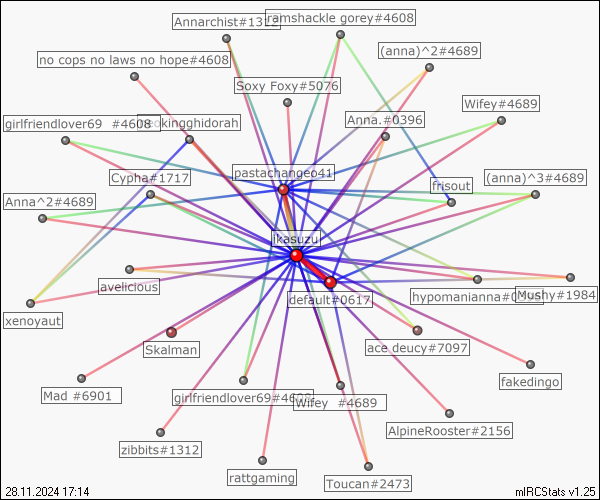 Annarchist#1312
ramshackle gorey#4608
(anna)^2#4689
no cops no laws no hope#4608
Soxy Foxy#5076
Wifey#4689
Anna.#0396
girlfriendlover69 #4608
kingghidorah
pastachangeo41
Cypha#1717
frisout
(anna)^3#4689
Anna^2#4689
ikasuzu
avelicious
default#0617
hypomanianna#0
Mushy#1984
xenoyaut
Skalman
ace deucy#7097
fakedingo
Mad #6901
girlfriendlover69#4608
Wifey #4689
AlpineRooster#2156
zibbits#1312
rattgaming
Toucan#2473
28.11.2024 17:14
mIRCStats v1.25